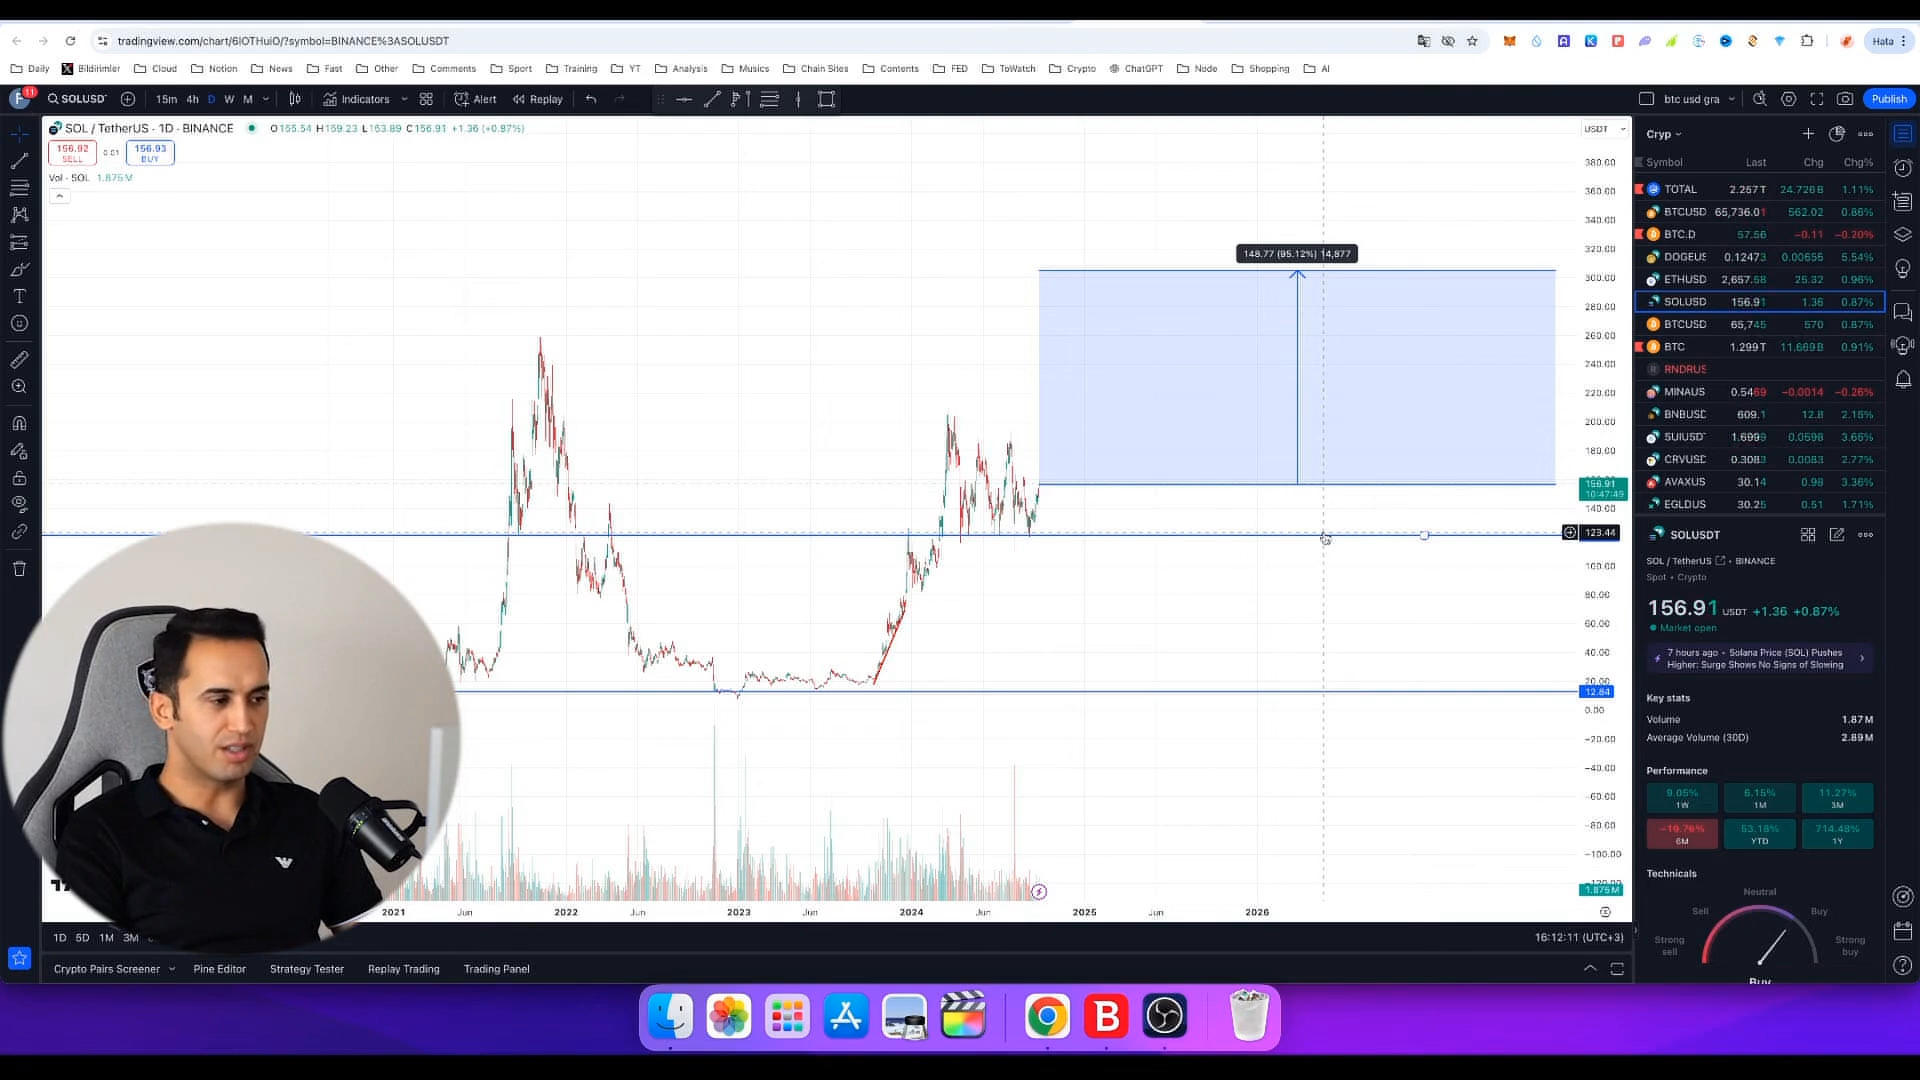 tradingview.com/chart/6IOTHuiO/?symbol=BINANCE%3ASOLUSDT
Hata
Daily Bildirimler Cloud Notion News Fast Other Comments Sport Training YT Analysis Musics Chain Sites Contents FED ToWatch Crypto ChatGPT Node Shopping AI
11
SOLUSD 15m 4h D W M Indicators Alert Replay
btc usd gra Publish
SOL / TetherUS · 1D · BINANCE O155.54 H159.23 L153.89 C156.91 +1.36 (+0.87%)
156.92 SELL
0.01
156.93 BUY
Vol · SOL 1.875 M
USDT
380.00
360.00
340.00
320.00
300.00
280.00
260.00
240.00
220.00
200.00
180.00
156.91
10:47:49
140.00
123.44
100.00
80.00
60.00
40.00
20.00
12.84
0.00
−20.00
−40.00
−60.00
−80.00
−100.00
1.875 M
148.77 (95.12%) 14,877
2021 Jun 2022 Jun 2023 Jun 2024 Jun 2025 Jun 2026
1D 5D 1M 3M
16:12:11 (UTC+3)
Crypto Pairs Screener Pine Editor Strategy Tester Replay Trading Trading Panel
Cryp
Symbol Last Chg Chg%
TOTAL 2.257 T 24.726 B 1.11%
BTCUSD 65,736.01 562.02 0.86%
BTC.D 57.56 −0.11 −0.20%
DOGEUS 0.12473 0.00655 5.54%
ETHUSD 2,657.58 25.32 0.96%
SOLUSD 156.91 1.36 0.87%
BTCUSD 65,745 570 0.87%
BTC 1.299 T 11.669 B 0.91%
RNDRUS
MINAUS 0.5469 −0.0014 −0.26%
BNBUSD 609.1 12.8 2.15%
SUIUSD 1.6999 0.0598 3.65%
CRVUSD 0.3083 0.0083 2.77%
AVAXUS 30.14 0.98 3.36%
EGLDUS 30.25 0.51 1.71%
SOLUSDT
SOL / TetherUS · BINANCE
Spot · Crypto
156.91 USDT +1.36 +0.87%
Market open
7 hours ago · Solana Price (SOL) Pushes
Higher: Surge Shows No Signs of Slowing
Key stats
Volume 1.87 M
Average Volume (30D) 2.89 M
Performance
9.05% 6.15% 11.27%
1W 1M 3M
−19.76% 53.18% 714.48%
6M YTD 1Y
Technicals
Neutral
Sell Buy
Strong sell
Strong buy
Buy